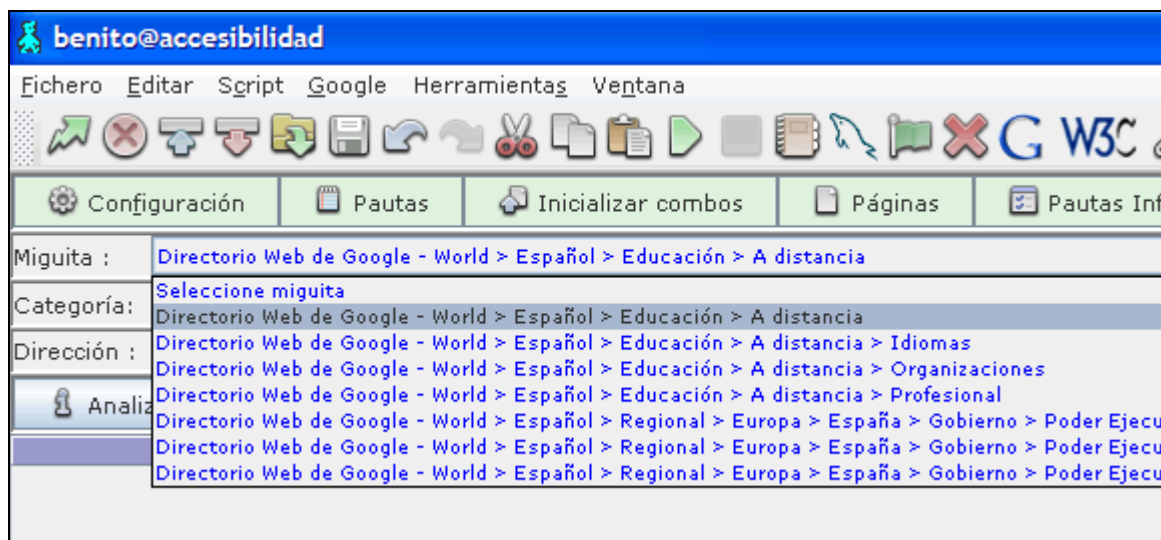 benito@accesibilidad
Fichero Editar Script Google Herramientas Ventana
G W3C
Configuración Pautas Inicializar combos Páginas Pautas Inf
Miguita : Directorio Web de Google - World > Español > Educación > A distancia
Seleccione miguita
Categoría: Directorio Web de Google - World > Español > Educación > A distancia
Directorio Web de Google - World > Español > Educación > A distancia > Idiomas
Dirección : Directorio Web de Google - World > Español > Educación > A distancia > Organizaciones
Directorio Web de Google - World > Español > Educación > A distancia > Profesional
Analiz Directorio Web de Google - World > Español > Regional > Europa > España > Gobierno > Poder Ejecu
Directorio Web de Google - World > Español > Regional > Europa > España > Gobierno > Poder Ejecu
Directorio Web de Google - World > Español > Regional > Europa > España > Gobierno > Poder Ejecu